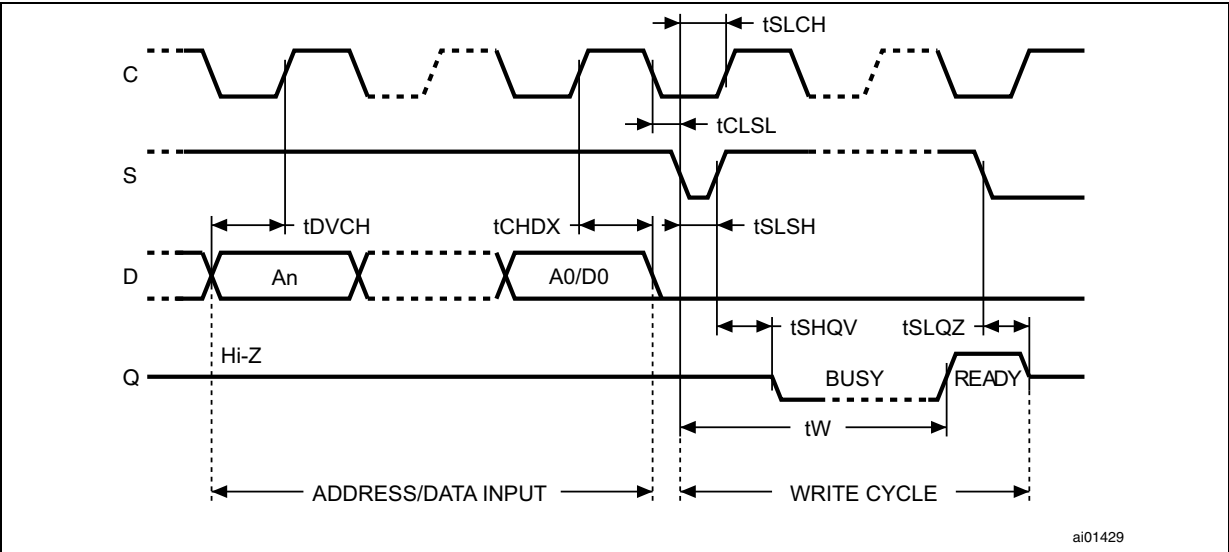 tSLCH
C
tCLSL
S
tDVCH
tCHDX
tSLSH
D
An
A0/D0
tSHQV
tSLQZ
Hi-Z
Q
BUSY
READY
tW
ADDRESS/DATA INPUT
WRITE CYCLE
ai01429